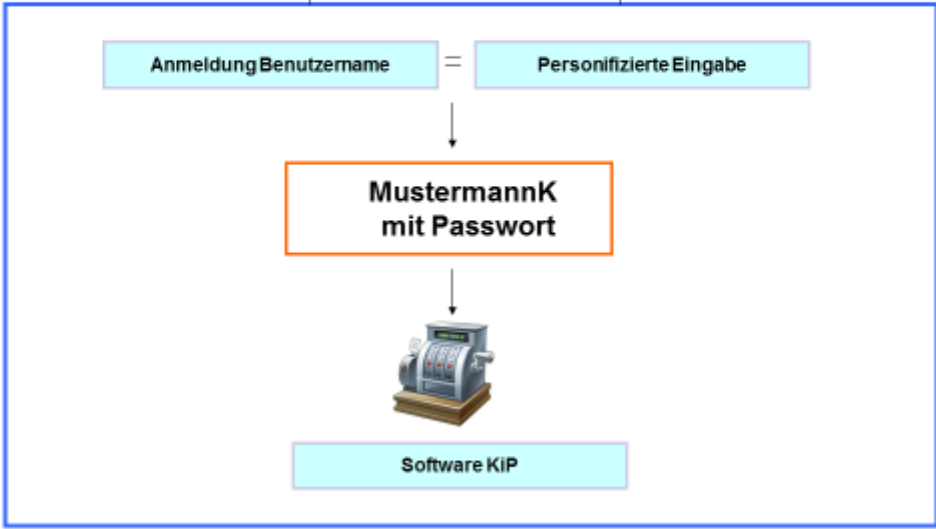 Anmeldung Benutzername = Personifizierte Eingabe
MustermannK
mit Passwort
Software KiP